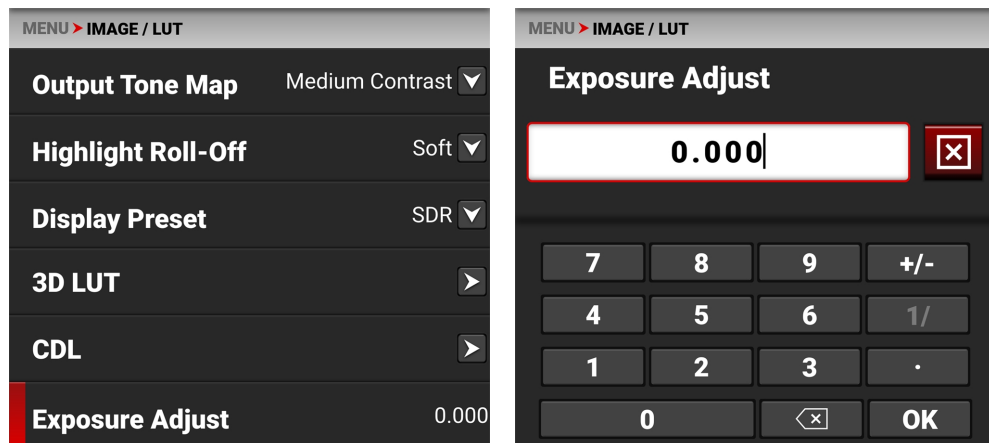 MENU > IMAGE / LUT
Output Tone Map Medium Contrast
Highlight Roll-Off Soft
Display Preset SDR
3D LUT
CDL
Exposure Adjust 0.000
MENU > IMAGE / LUT
Exposure Adjust
0.000
7 8 9 +/-
4 5 6 1/
1 2 3 .
0 OK